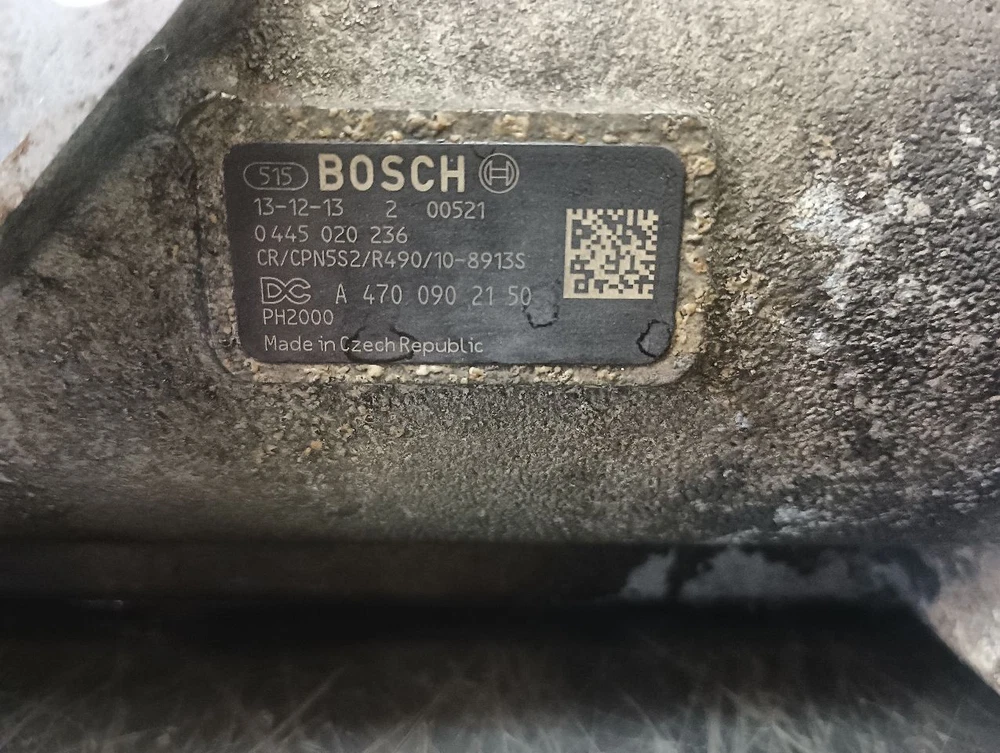 515 BOSCH
13-12-13 2 00521
0 445 020 236
CR/CPN5S2/R490/10-8913S
DC A 470 090 21 50
PH2000
Made in Czech Republic